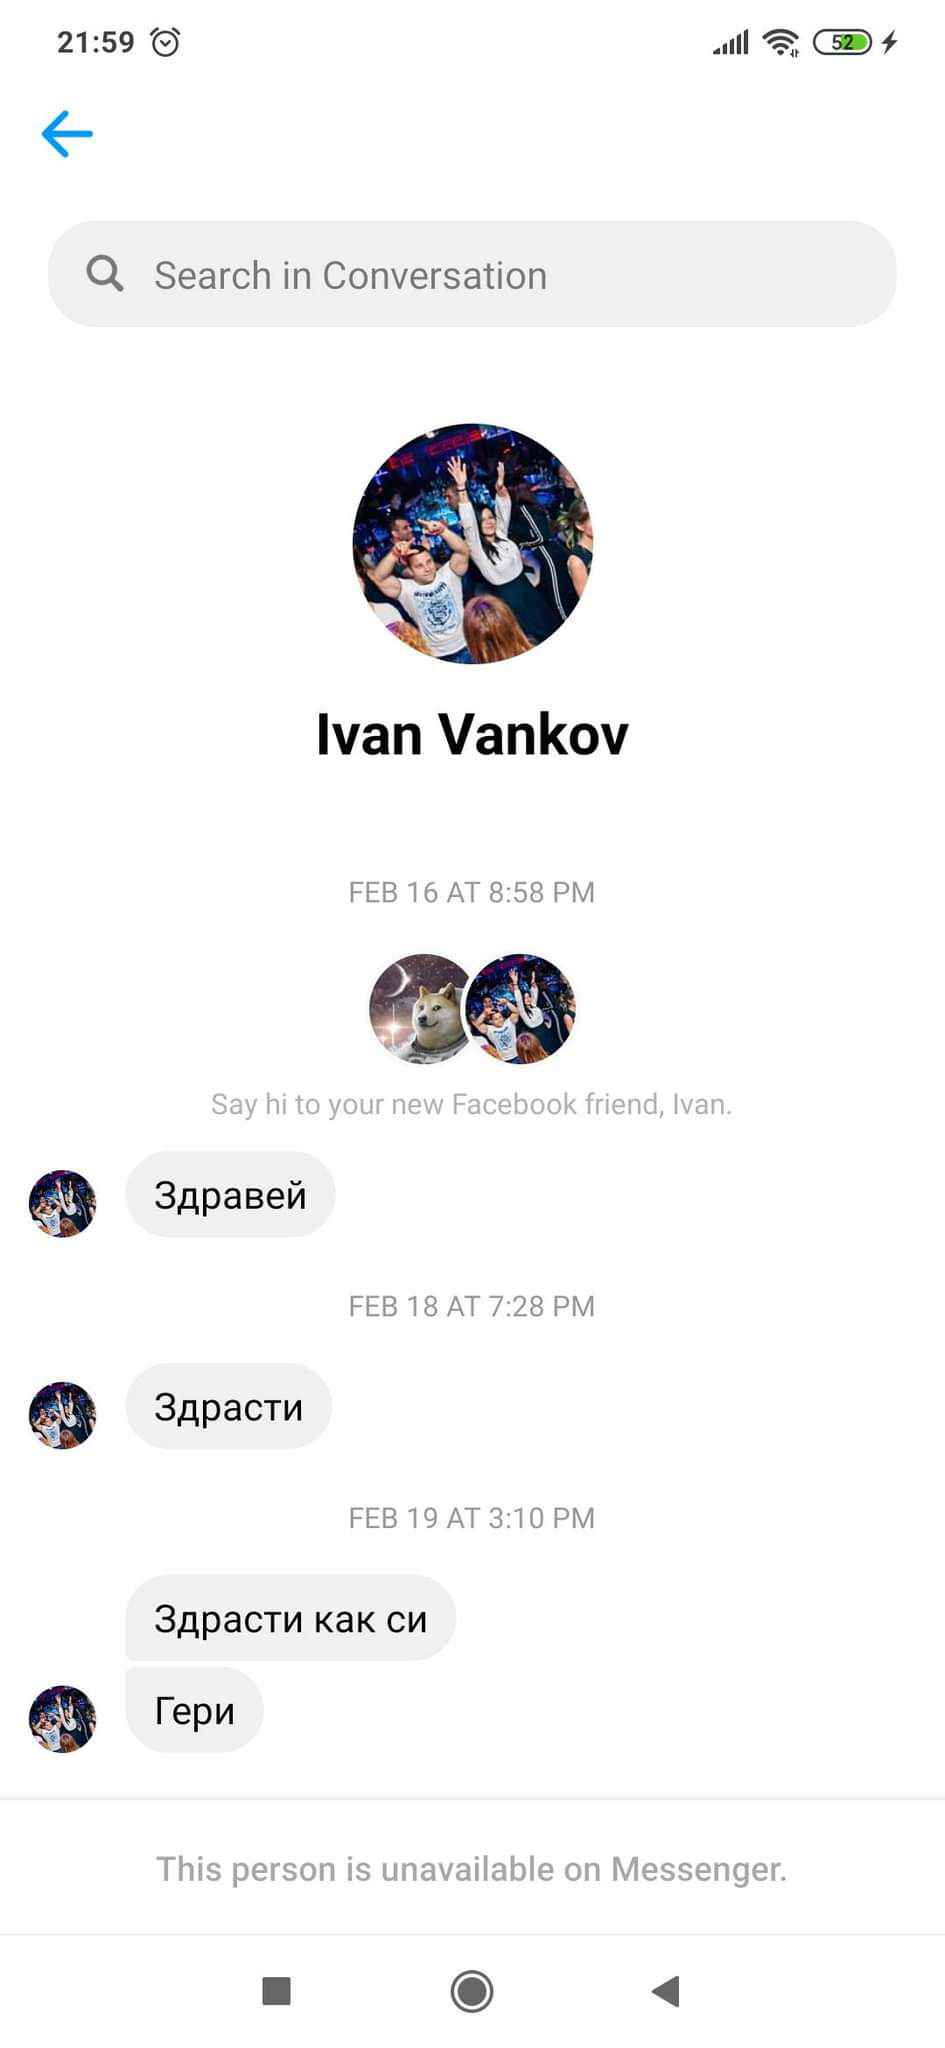 21:59
52
Search in Conversation
Ivan Vankov
FEB 16 AT 8:58 PM
Say hi to your new Facebook friend, Ivan.
Здравей
FEB 18 AT 7:28 PM
Здрасти
FEB 19 AT 3:10 PM
Здрасти как си
Гери
This person is unavailable on Messenger.